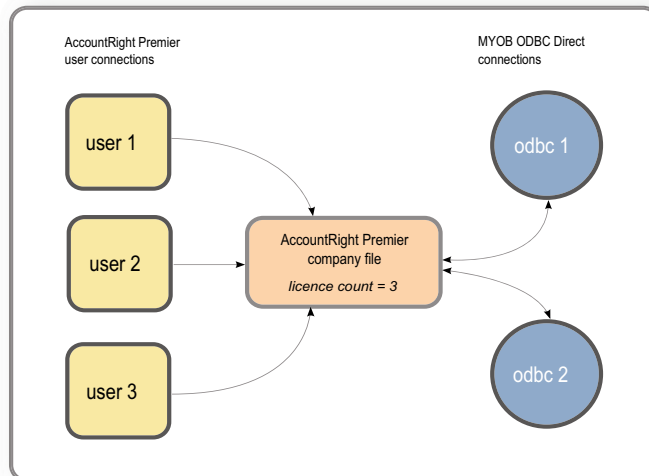 AccountRight Premier
user connections
MYOB ODBC Direct
connections
user 1
odbc 1
user 2
AccountRight Premier
company file
licence count = 3
user 3
odbc 2